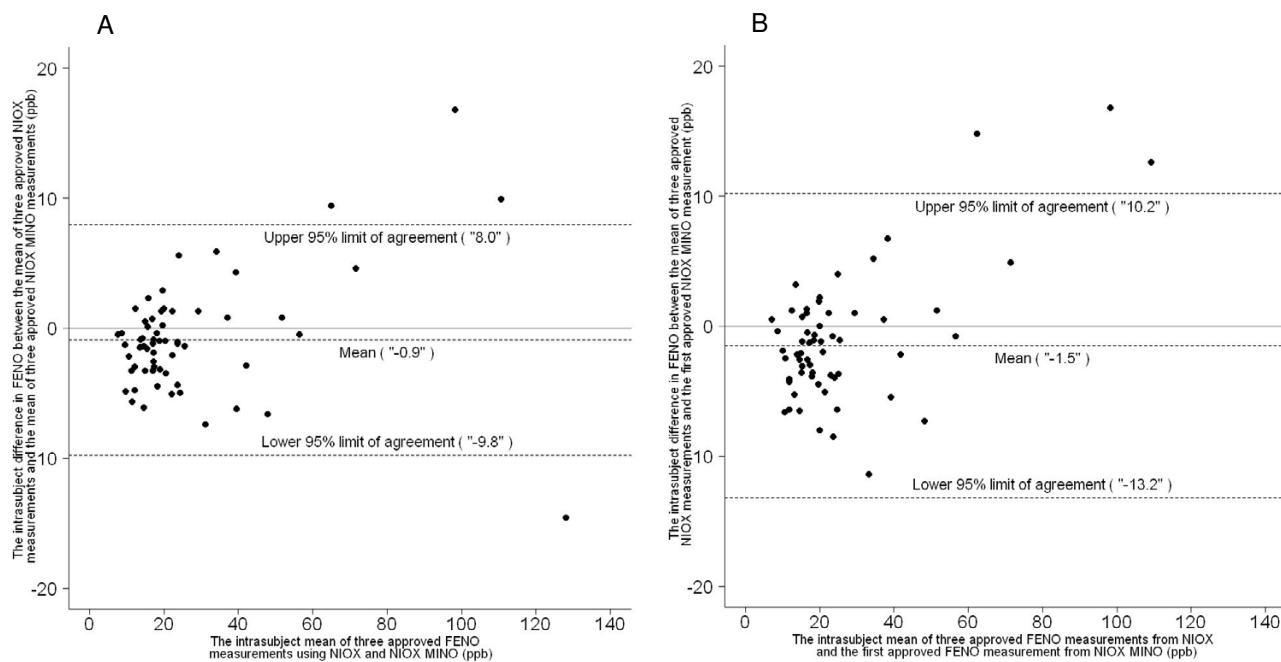 A
The intrasubject difference in FENO between the mean of three approved NIOX
measurements and the mean of three approved NIOX MINO measurements (ppb)
20
10
0
-10
-20
Upper 95% limit of agreement ( "8.0" )
Mean ( "-0.9" )
Lower 95% limit of agreement ( "-9.8" )
0 20 40 60 80 100 120 140
The intrasubject mean of three approved FENO
measurements using NIOX and NIOX MINO (ppb)
B
The intrasubject difference in FENO between the mean of three approved
NIOX measurements and the first approved NIOX MINO measurement (ppb)
20
10
0
-10
-20
Upper 95% limit of agreement ( "10.2" )
Mean ( "-1.5" )
Lower 95% limit of agreement ( "-13.2" )
0 20 40 60 80 100 120 140
The intrasubject mean of three approved FENO measurements from NIOX
and the first approved FENO measurement from NIOX MINO (ppb)